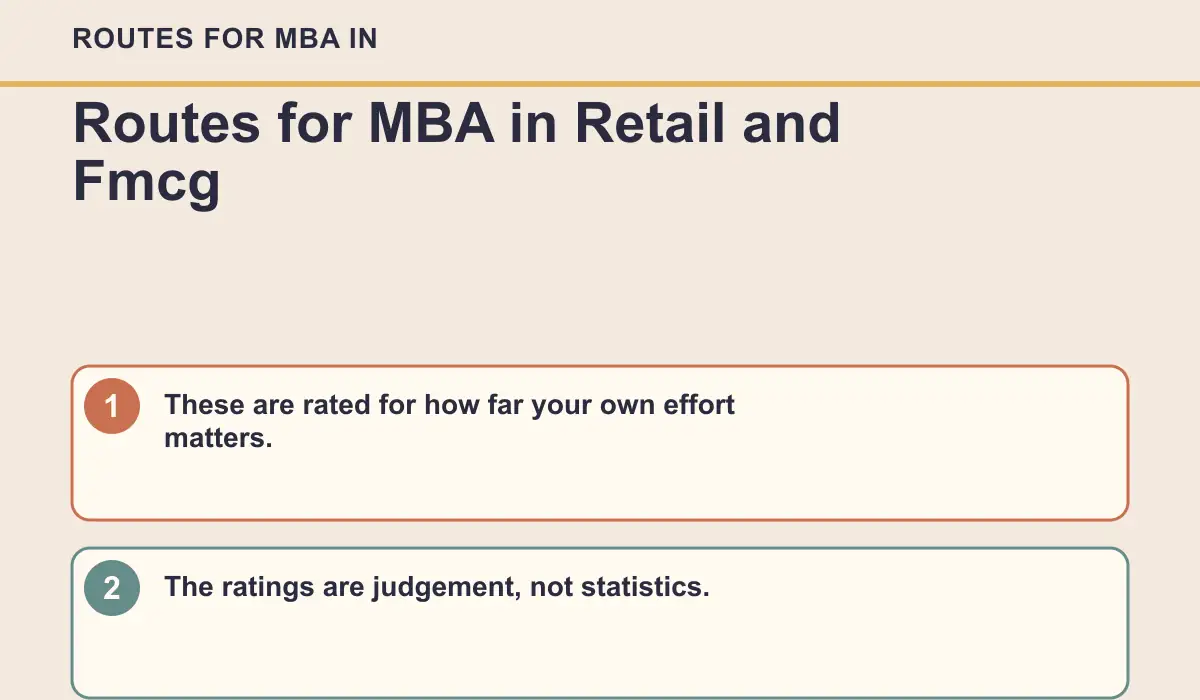 ROUTES FOR MBA IN
Routes for MBA in Retail and
Fmcg
1
These are rated for how far your own effort
matters.
2
The ratings are judgement, not statistics.